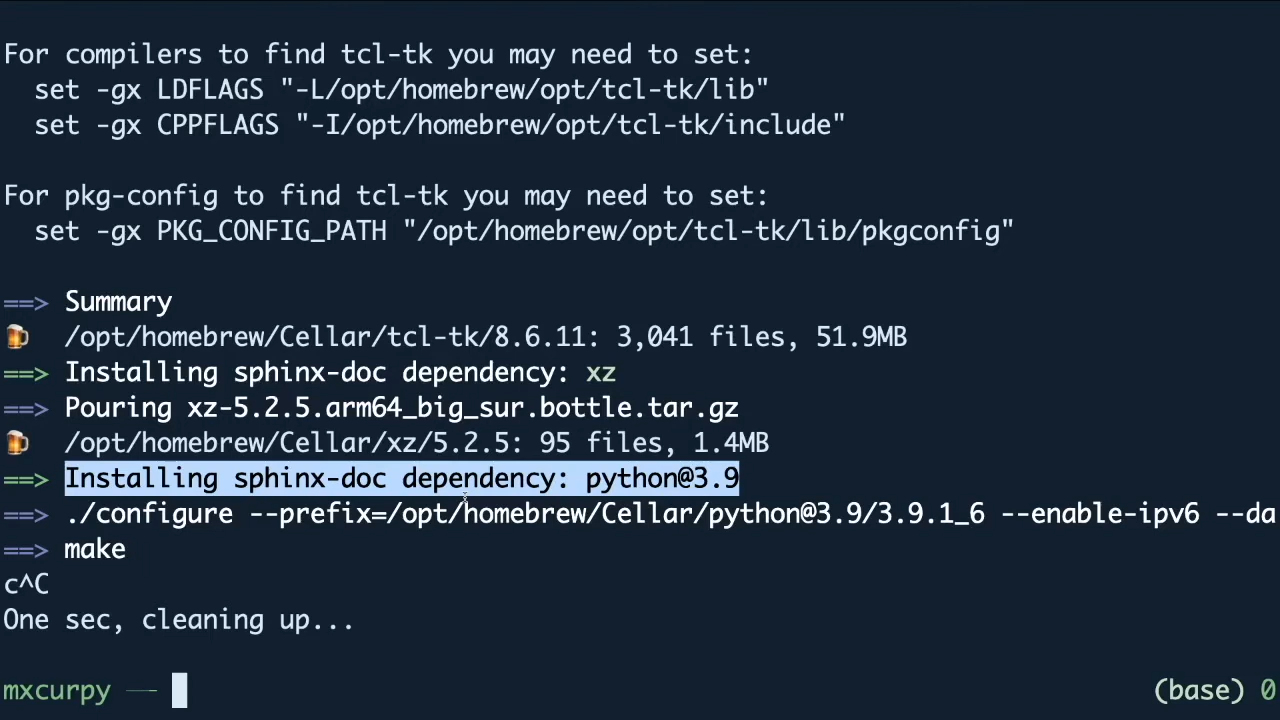 For compilers to find tcl-tk you may need to set:
set -gx LDFLAGS "-L/opt/homebrew/opt/tcl-tk/lib"
set -gx CPPFLAGS "-I/opt/homebrew/opt/tcl-tk/include"
For pkg-config to find tcl-tk you may need to set:
set -gx PKG_CONFIG_PATH "/opt/homebrew/opt/tcl-tk/lib/pkgconfig"
==> Summary
🍺 /opt/homebrew/Cellar/tcl-tk/8.6.11: 3,041 files, 51.9MB
==> Installing sphinx-doc dependency: xz
==> Pouring xz-5.2.5.arm64_big_sur.bottle.tar.gz
🍺 /opt/homebrew/Cellar/xz/5.2.5: 95 files, 1.4MB
==> Installing sphinx-doc dependency: python@3.9
==> ./configure --prefix=/opt/homebrew/Cellar/python@3.9/3.9.1_6 --enable-ipv6 --da
==> make
c^C
One sec, cleaning up...
mxcurpy —— (base) 0